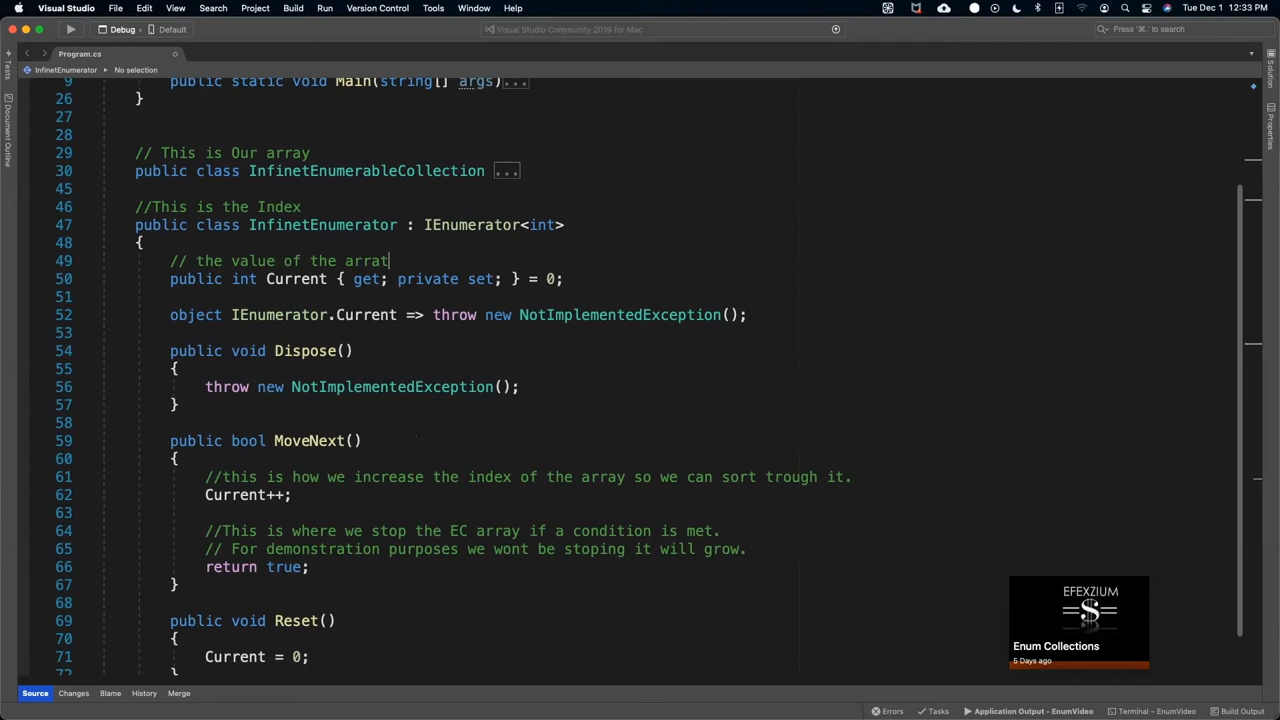 Visual Studio File Edit View Search Project Build Run Version Control Tools Window Help Tue Dec 1 12:33 PM
Debug > Default Visual Studio Community 2019 for Mac Press '⌘.' to search
Program.cs
InfinetEnumerator > No selection
Tests
Document Outline
Solution
Properties
9 public static void Main(string[] args)...
26 }
27
28
29 // This is Our array
30 public class InfinetEnumerableCollection ...
45
46 //This is the Index
47 public class InfinetEnumerator : IEnumerator<int>
48 {
49 // the value of the arrat
50 public int Current { get; private set; } = 0;
51
52 object IEnumerator.Current => throw new NotImplementedException();
53
54 public void Dispose()
55 {
56 throw new NotImplementedException();
57 }
58
59 public bool MoveNext()
60 {
61 //this is how we increase the index of the array so we can sort trough it.
62 Current++;
63
64 //This is where we stop the EC array if a condition is met.
65 // For demonstration purposes we wont be stoping it will grow.
66 return true;
67 }
68
69 public void Reset()
70 {
71 Current = 0;
72 }
EFEXZIUM
Enum Collections
5 Days ago
Source Changes Blame History Merge
Errors Tasks Application Output - EnumVideo Terminal – EnumVideo Build Output